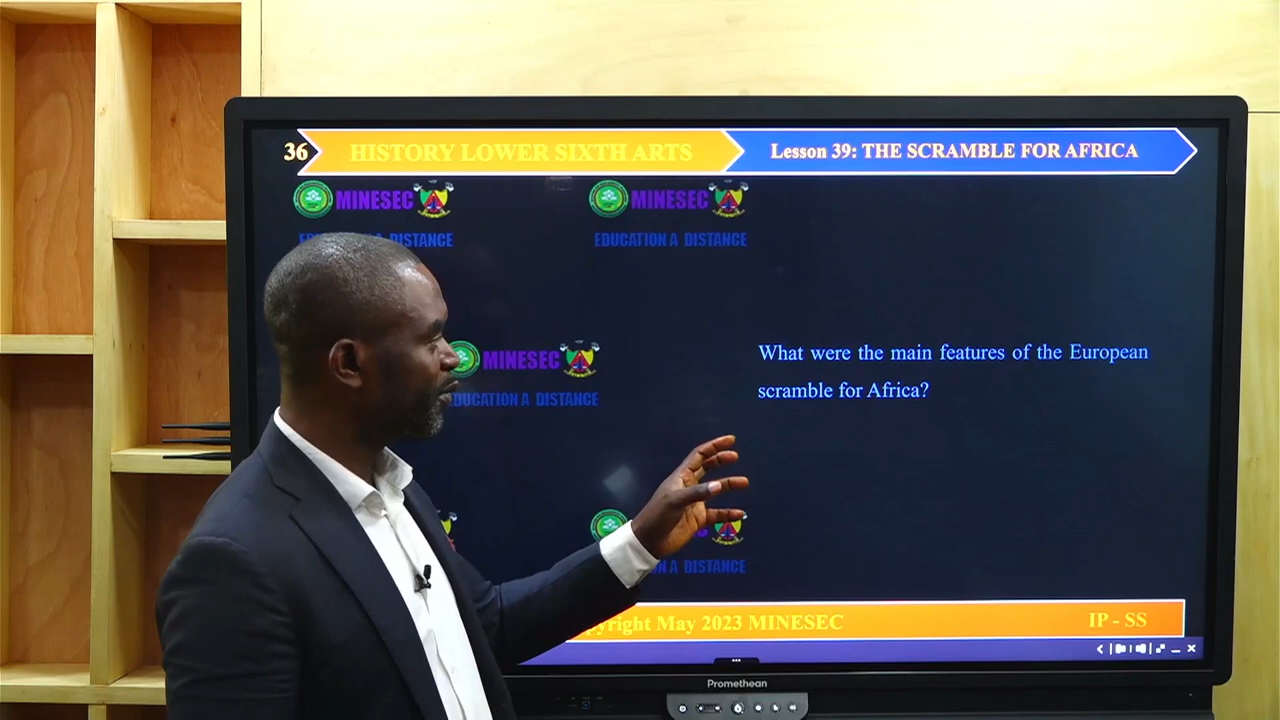 36
HISTORY LOWER SIXTH ARTS
Lesson 39: THE SCRAMBLE FOR AFRICA
MINESEC
MINESEC
DISTANCE
EDUCATION A DISTANCE
MINESEC
EDUCATION A DISTANCE
What were the main features of the European
scramble for Africa?
A DISTANCE
May 2023 MINESEC
IP - SS
Promethean